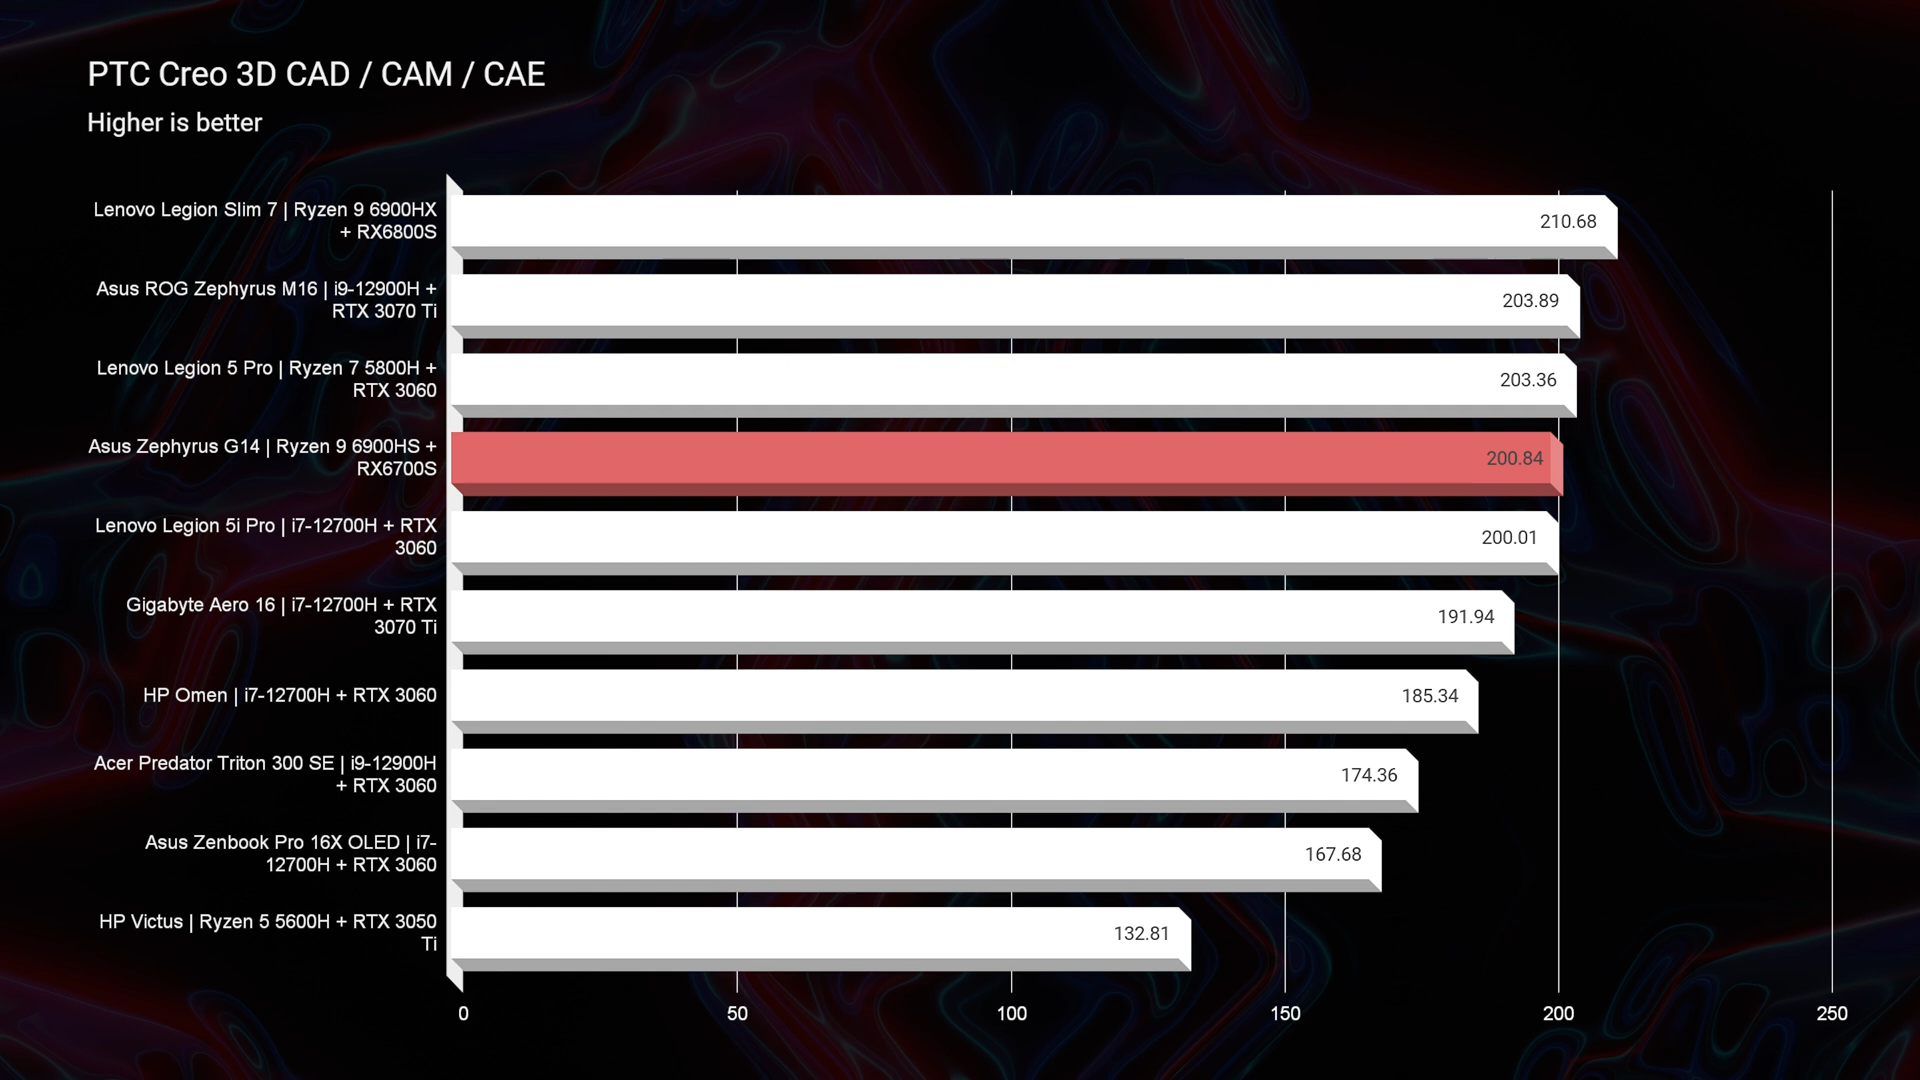 PTC Creo 3D CAD / CAM / CAE
Higher is better
Lenovo Legion Slim 7 | Ryzen 9 6900HX
+ RX6800S
210.68
Asus ROG Zephyrus M16 | i9-12900H +
RTX 3070 Ti
203.89
Lenovo Legion 5 Pro | Ryzen 7 5800H +
RTX 3060
203.36
Asus Zephyrus G14 | Ryzen 9 6900HS +
RX6700S
200.84
Lenovo Legion 5i Pro | i7-12700H + RTX
3060
200.01
Gigabyte Aero 16 | i7-12700H + RTX
3070 Ti
191.94
HP Omen | i7-12700H + RTX 3060
185.34
Acer Predator Triton 300 SE | i9-12900H
+ RTX 3060
174.36
Asus Zenbook Pro 16X OLED | i7-
12700H + RTX 3060
167.68
HP Victus | Ryzen 5 5600H + RTX 3050
Ti
132.81
0 50 100 150 200 250